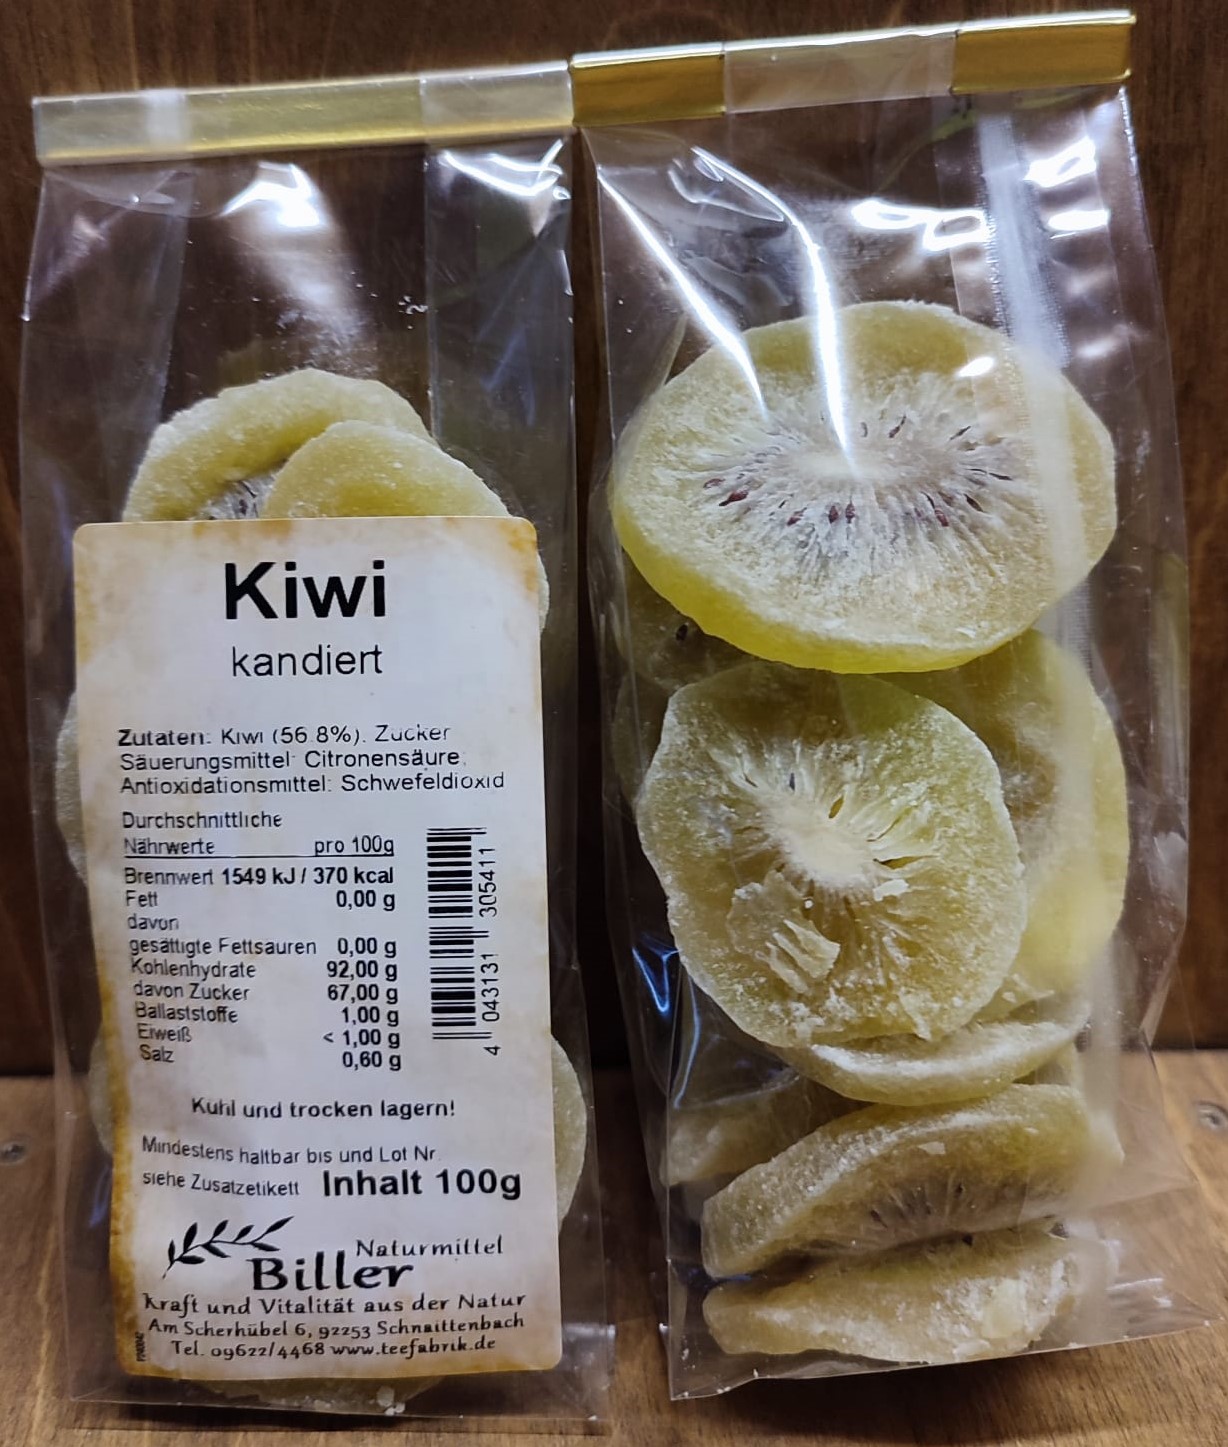 Kiwi
kandiert
Zutaten: Kiwi (56.8%). Zucker
Säuerungsmittel: Citronensäure,
Antioxidationsmittel: Schwefeldioxid
Durchschnittliche
Nährwerte pro 100g
Brennwert 1549 kJ / 370 kcal
Fett 0,00 g
davon
gesättigte Fettsauren 0,00 g
Kohlenhydrate 92,00 g
davon Zucker 67,00 g
Ballaststoffe 1,00 g
Eiweiß < 1,00 g
Salz 0,60 g
4 043131 305411
Kuhl und trocken lagern!
Mindestens haltbar bis und Lot Nr.
siehe Zusatzetikett Inhalt 100g
Naturmittel
Biller
Kraft und Vitalität aus der Natur
Am Scherhübel 6, 92253 Schnaittenbach
Tel. 09622/4468 www.teefabrik.de